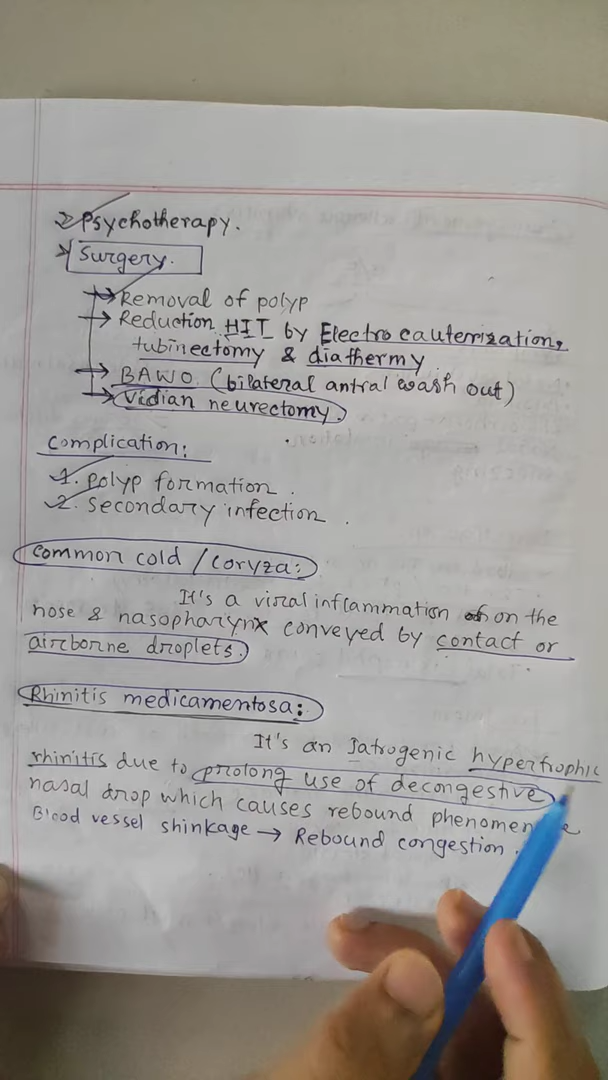 > Psychotherapy.
> Surgery.
→ Removal of polyp
→ Reduction HIT by Electro cauterization,
tubinectomy & diathermy
→ BAWO (bilateral antral wash out)
→ Vidian neurectomy.
Complication:
1. polyp formation.
2. secondary infection.
Common cold / coryza:
It's a viral inflammation on the
nose & nasopharynx conveyed by contact or
airborne droplets.
Rhinitis medicamentosa:
It's an Iatrogenic hypertrophic
rhinitis due to prolong use of decongestive
nasal drop which causes rebound
Blood vessel shinkage → Rebound congestion.